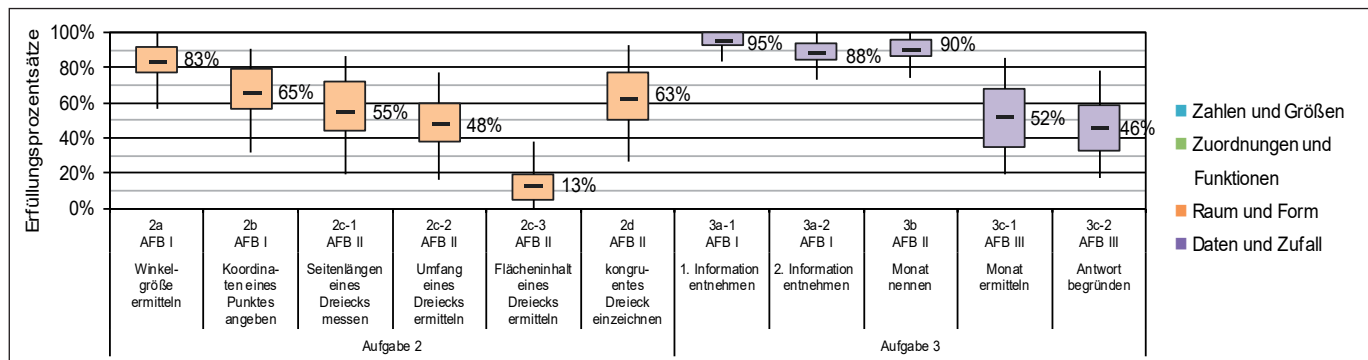 Erfüllungsprozentsätze
100%
80%
60%
40%
20%
0%
83%
65%
55%
48%
13%
63%
95%
88%
90%
52%
46%
2a
AFB I
2b
AFB I
2c-1
AFB II
2c-2
AFB II
2c-3
AFB II
2d
AFB II
3a-1
AFB I
3a-2
AFB I
3b
AFB II
3c-1
AFB III
3c-2
AFB III
Winkel-
größe
ermitteln
Koordina-
ten eines
Punktes
angeben
Seitenlängen
eines
Dreiecks
messen
Umfang
eines
Dreiecks
ermitteln
Flächeninhalt
eines
Dreiecks
ermitteln
kongru-
entes
Dreieck
einzeichnen
1. Information
entnehmen
2. Information
entnehmen
Monat
nennen
Monat
ermitteln
Antwort
begründen
Aufgabe 2
Aufgabe 3
Zahlen und Größen
Zuordnungen und
Funktionen
Raum und Form
Daten und Zufall